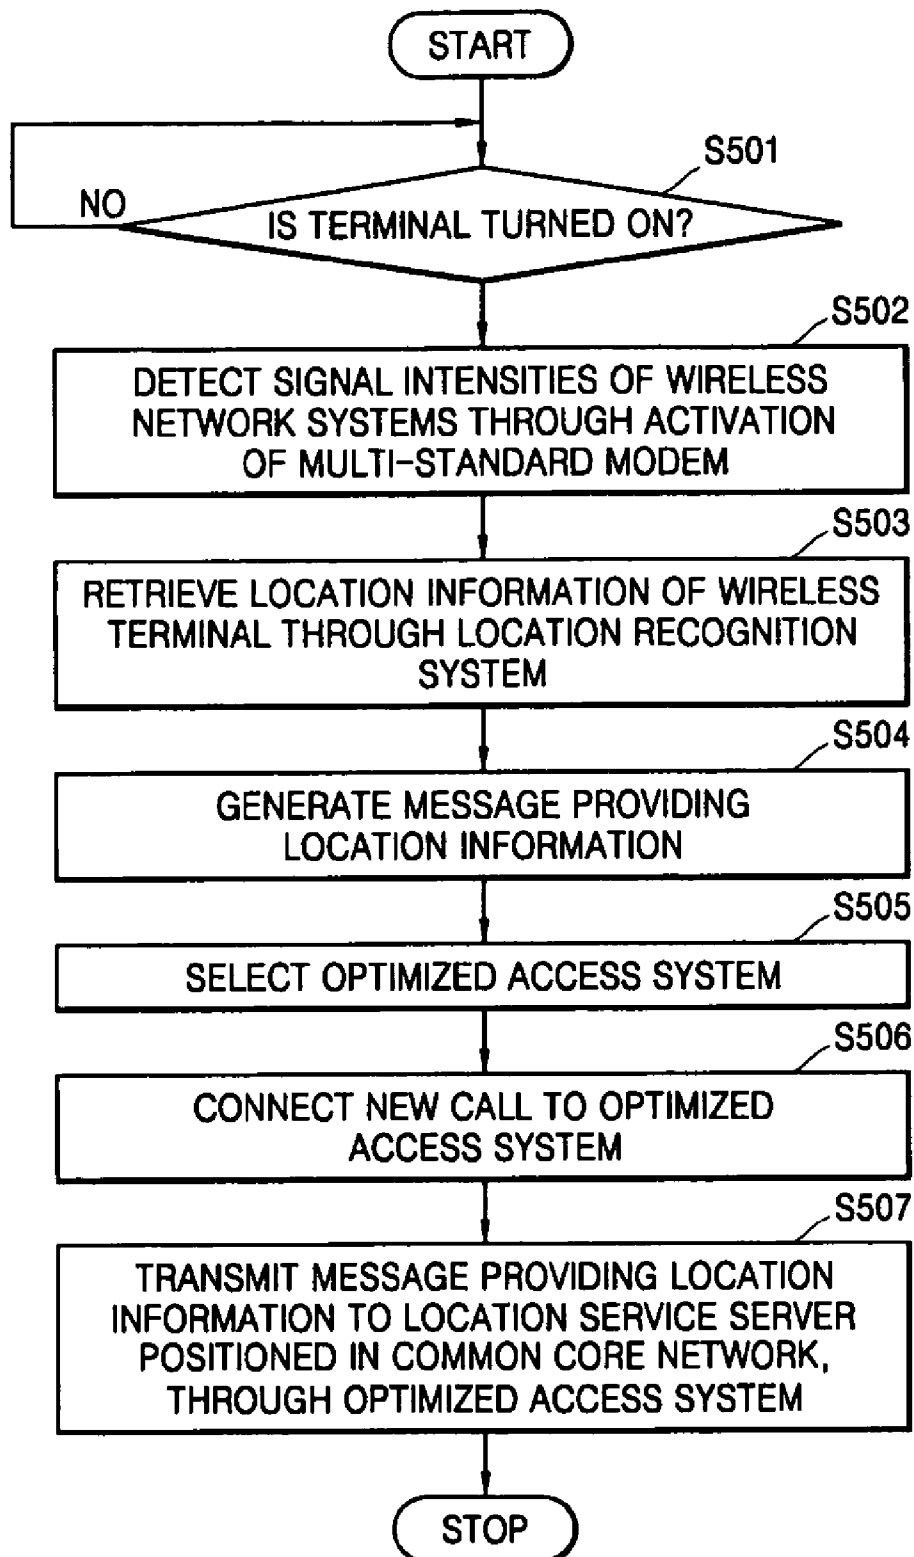 START
S501
NO
IS TERMINAL TURNED ON?
S502
DETECT SIGNAL INTENSITIES OF WIRELESS
NETWORK SYSTEMS THROUGH ACTIVATION
OF MULTI-STANDARD MODEM
S503
RETRIEVE LOCATION INFORMATION OF WIRELESS
TERMINAL THROUGH LOCATION RECOGNITION
SYSTEM
S504
GENERATE MESSAGE PROVIDING
LOCATION INFORMATION
S505
SELECT OPTIMIZED ACCESS SYSTEM
S506
CONNECT NEW CALL TO OPTIMIZED
ACCESS SYSTEM
S507
TRANSMIT MESSAGE PROVIDING LOCATION
INFORMATION TO LOCATION SERVICE SERVER
POSITIONED IN COMMON CORE NETWORK,
THROUGH OPTIMIZED ACCESS SYSTEM
STOP